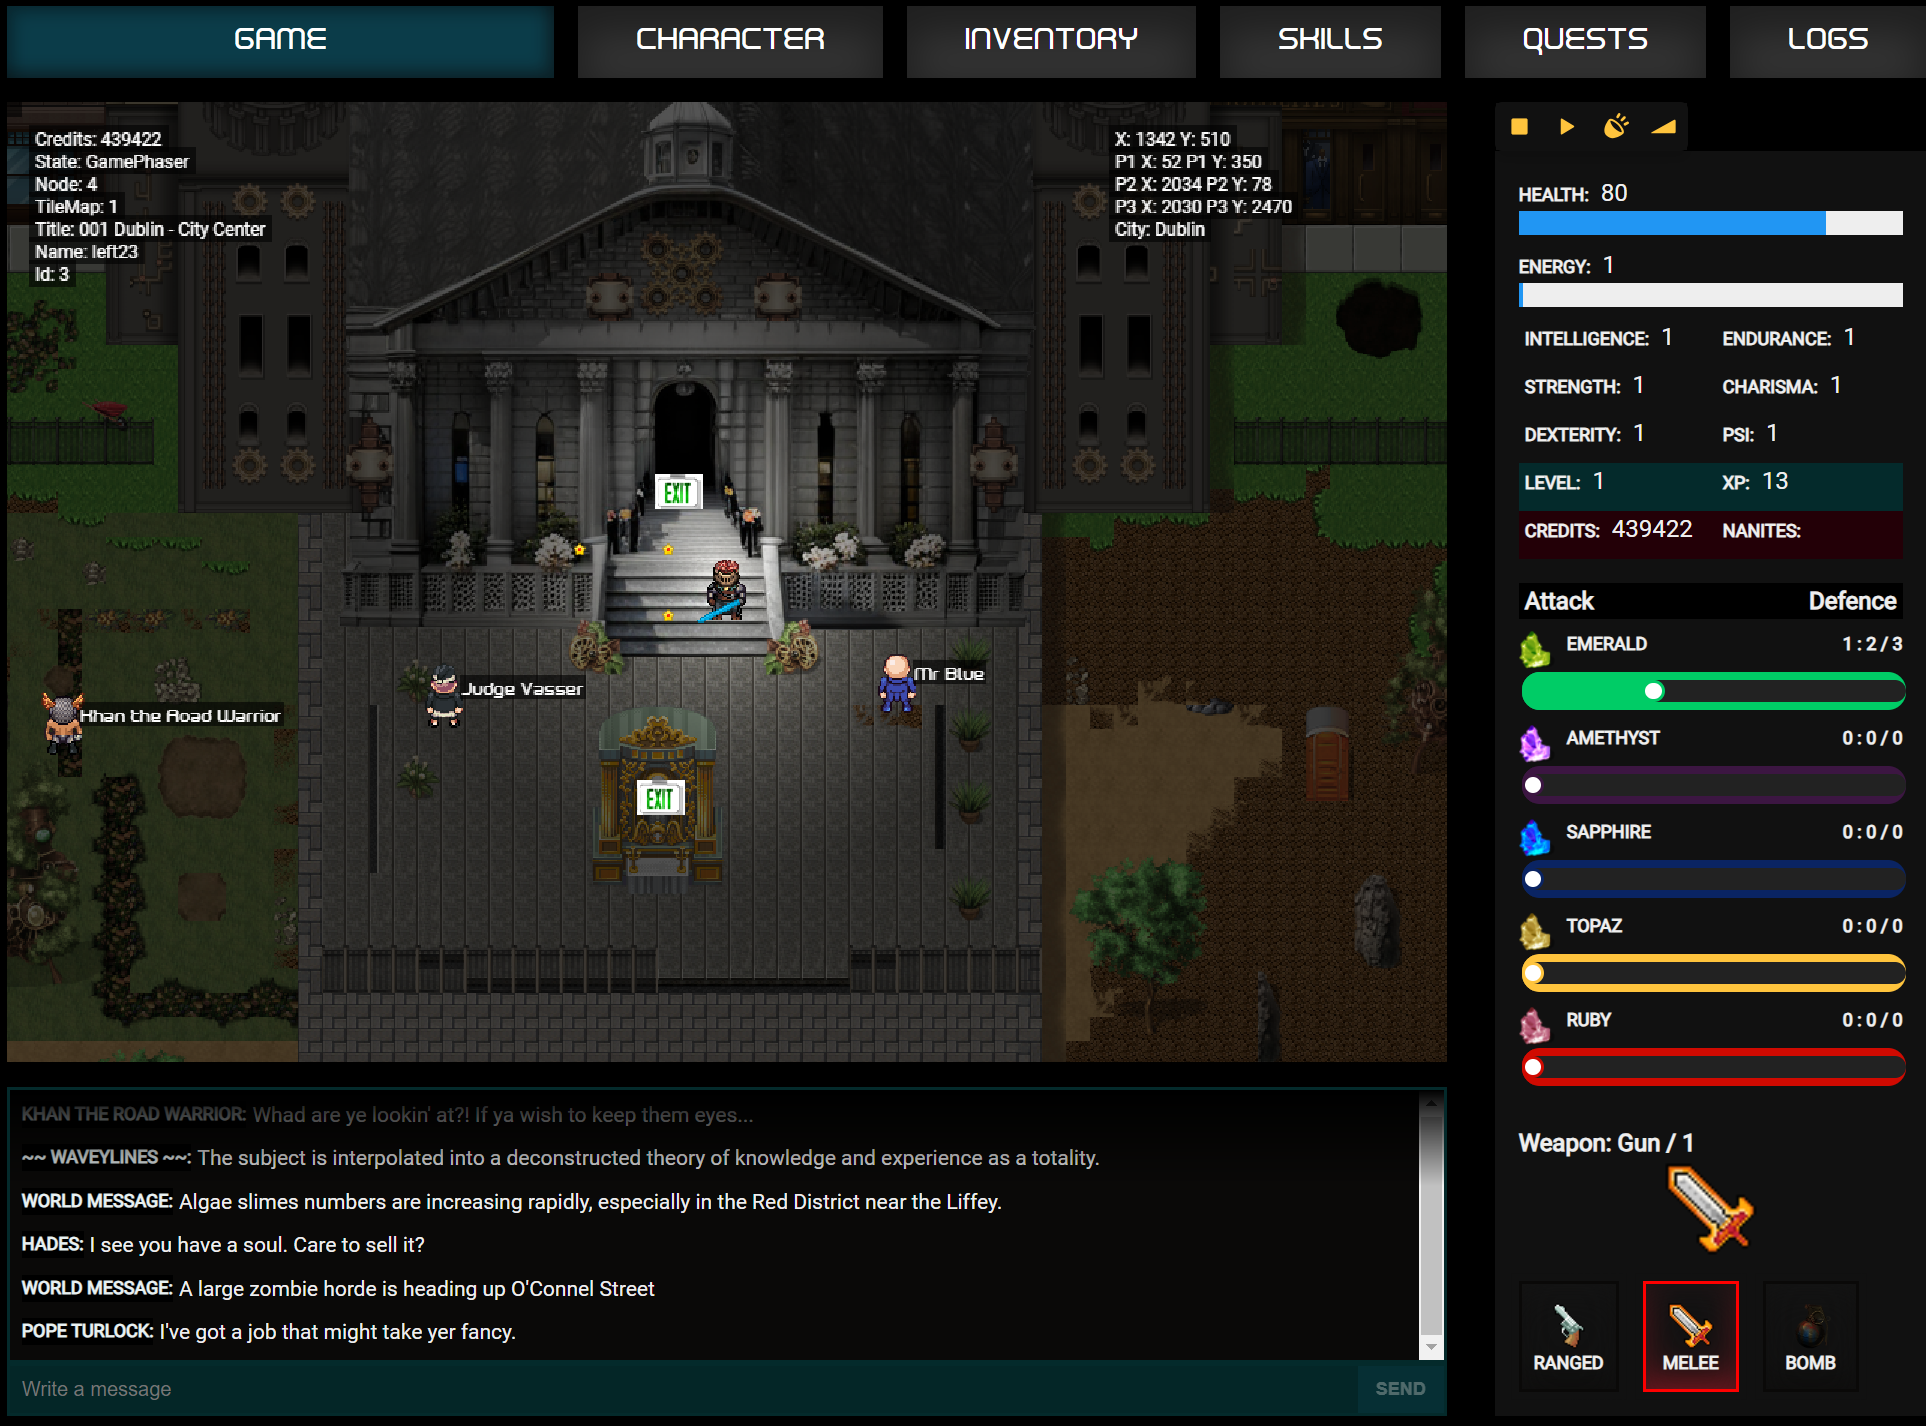 GAME
CHARACTER
INVENTORY
SKILLS
QUESTS
LOGS
Credits: 439422
State: GamePhaser
Node: 4
TileMap: 1
Title: 001 Dublin - City Center
Name: left23
Id: 3
X: 1342 Y: 510
P1 X: 52 P1 Y: 350
P2 X: 2034 P2 Y: 78
P3 X: 2030 P3 Y: 2470
City: Dublin
EXIT
Judge Vasser
Mr Blue
Khan the Road Warrior
EXIT
KHAN THE ROAD WARRIOR: Whad are ye lookin' at?! If ya wish to keep them eyes...
~~ WAVEYLINES ~~: The subject is interpolated into a deconstructed theory of knowledge and experience as a totality.
WORLD MESSAGE: Algae slimes numbers are increasing rapidly, especially in the Red District near the Liffey.
HADES: I see you have a soul. Care to sell it?
WORLD MESSAGE: A large zombie horde is heading up O'Connel Street
POPE TURLOCK: I've got a job that might take yer fancy.
Write a message
SEND
HEALTH: 80
ENERGY: 1
INTELLIGENCE: 1 ENDURANCE: 1
STRENGTH: 1 CHARISMA: 1
DEXTERITY: 1 PSI: 1
LEVEL: 1 XP: 13
CREDITS: 439422 NANITES:
Attack Defence
EMERALD 1 : 2 / 3
AMETHYST 0 : 0 / 0
SAPPHIRE 0 : 0 / 0
TOPAZ 0 : 0 / 0
RUBY 0 : 0 / 0
Weapon: Gun / 1
RANGED
MELEE
BOMB